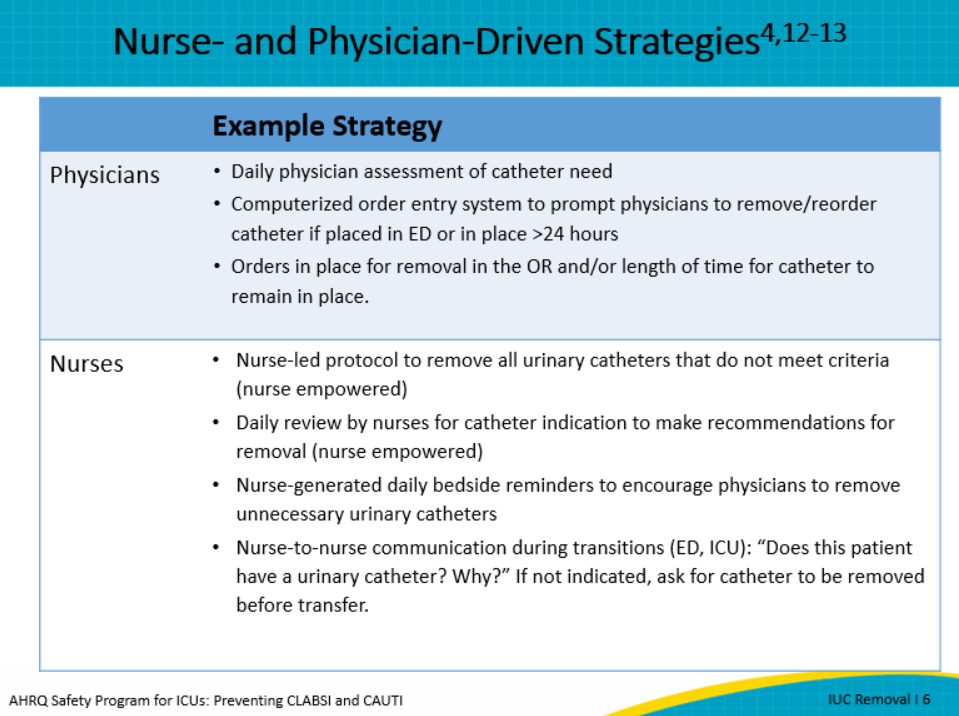 Nurse- and Physician-Driven Strategies4,12-13
Example Strategy
Physicians
• Daily physician assessment of catheter need
• Computerized order entry system to prompt physicians to remove/reorder
catheter if placed in ED or in place >24 hours
• Orders in place for removal in the OR and/or length of time for catheter to
remain in place.
Nurses
• Nurse-led protocol to remove all urinary catheters that do not meet criteria
(nurse empowered)
• Daily review by nurses for catheter indication to make recommendations for
removal (nurse empowered)
• Nurse-generated daily bedside reminders to encourage physicians to remove
unnecessary urinary catheters
• Nurse-to-nurse communication during transitions (ED, ICU): “Does this patient
have a urinary catheter? Why?” If not indicated, ask for catheter to be removed
before transfer.
AHRQ Safety Program for ICUs: Preventing CLABSI and CAUTI
IUC Removal I 6